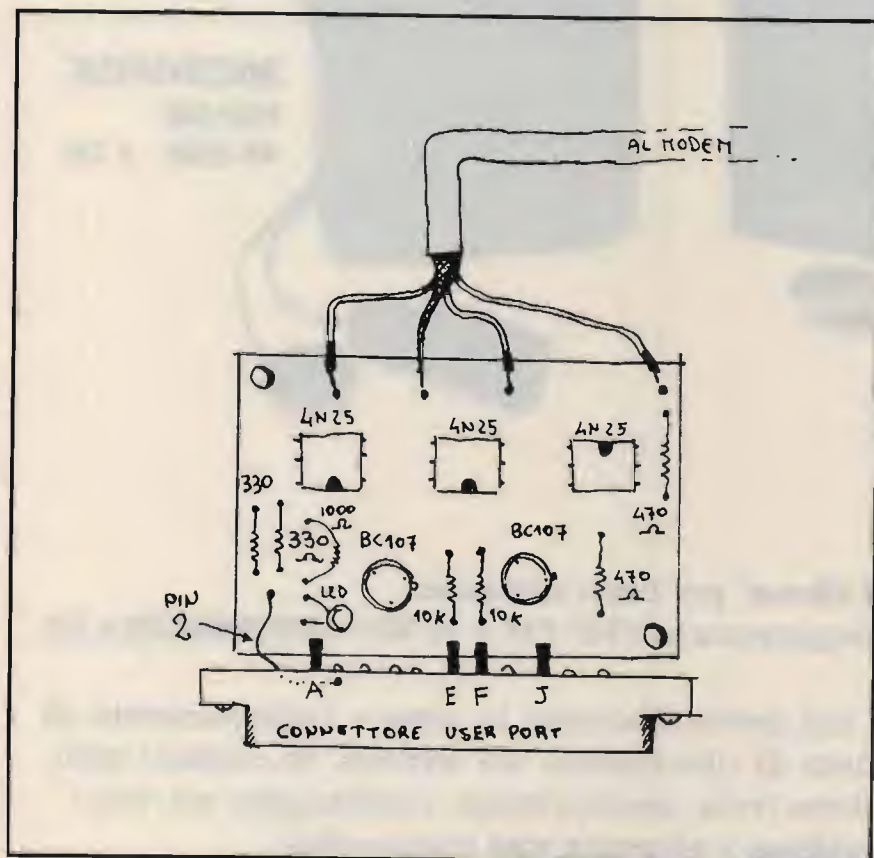 AL MODEM
4N25
4N25
4N25
330
330
Ω
1000
Ω
BC107
BC107
470
Ω
470
Ω
LED
10K
10K
PIN
2
A
E
F
J
CONNETTORE USER PORT